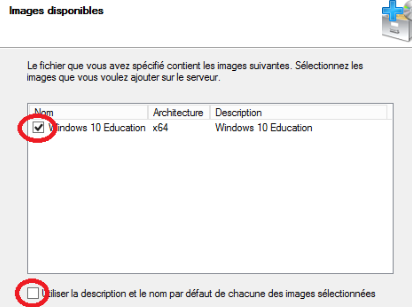 Images disponibles
Le fichier que vous avez spécifié contient les images suivantes. Sélectionnez les
images que vous voulez ajouter sur le serveur.
Nom Architecture Description
Windows 10 Education x64 Windows 10 Education
Utiliser la description et le nom par défaut de chacune des images sélectionnées